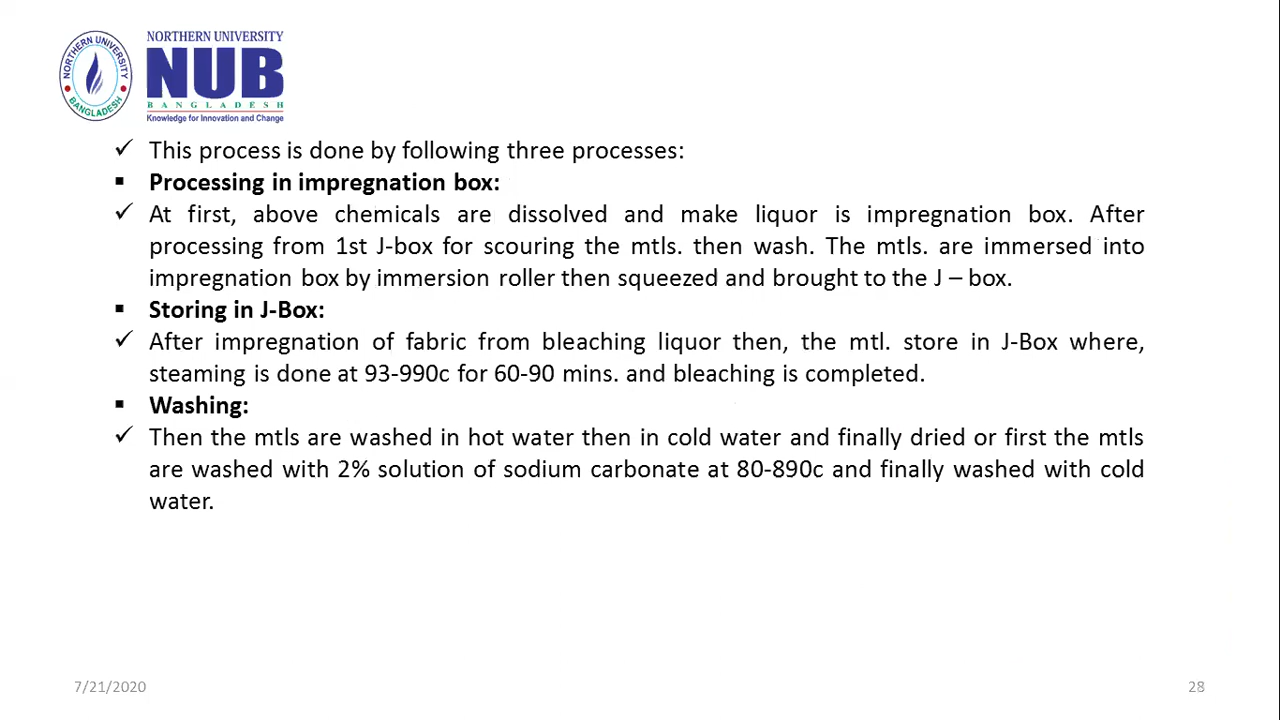 NORTHERN UNIVERSITY
BANGLADESH
NORTHERN UNIVERSITY
NUB
BANGLADESH
Knowledge for Innovation and Change
✓ This process is done by following three processes:
▪ Processing in impregnation box:
✓ At first, above chemicals are dissolved and make liquor is impregnation box. After
processing from 1st J-box for scouring the mtls. then wash. The mtls. are immersed into
impregnation box by immersion roller then squeezed and brought to the J – box.
▪ Storing in J-Box:
✓ After impregnation of fabric from bleaching liquor then, the mtl. store in J-Box where,
steaming is done at 93-990c for 60-90 mins. and bleaching is completed.
▪ Washing:
✓ Then the mtls are washed in hot water then in cold water and finally dried or first the mtls
are washed with 2% solution of sodium carbonate at 80-890c and finally washed with cold
water.
7/21/2020
28